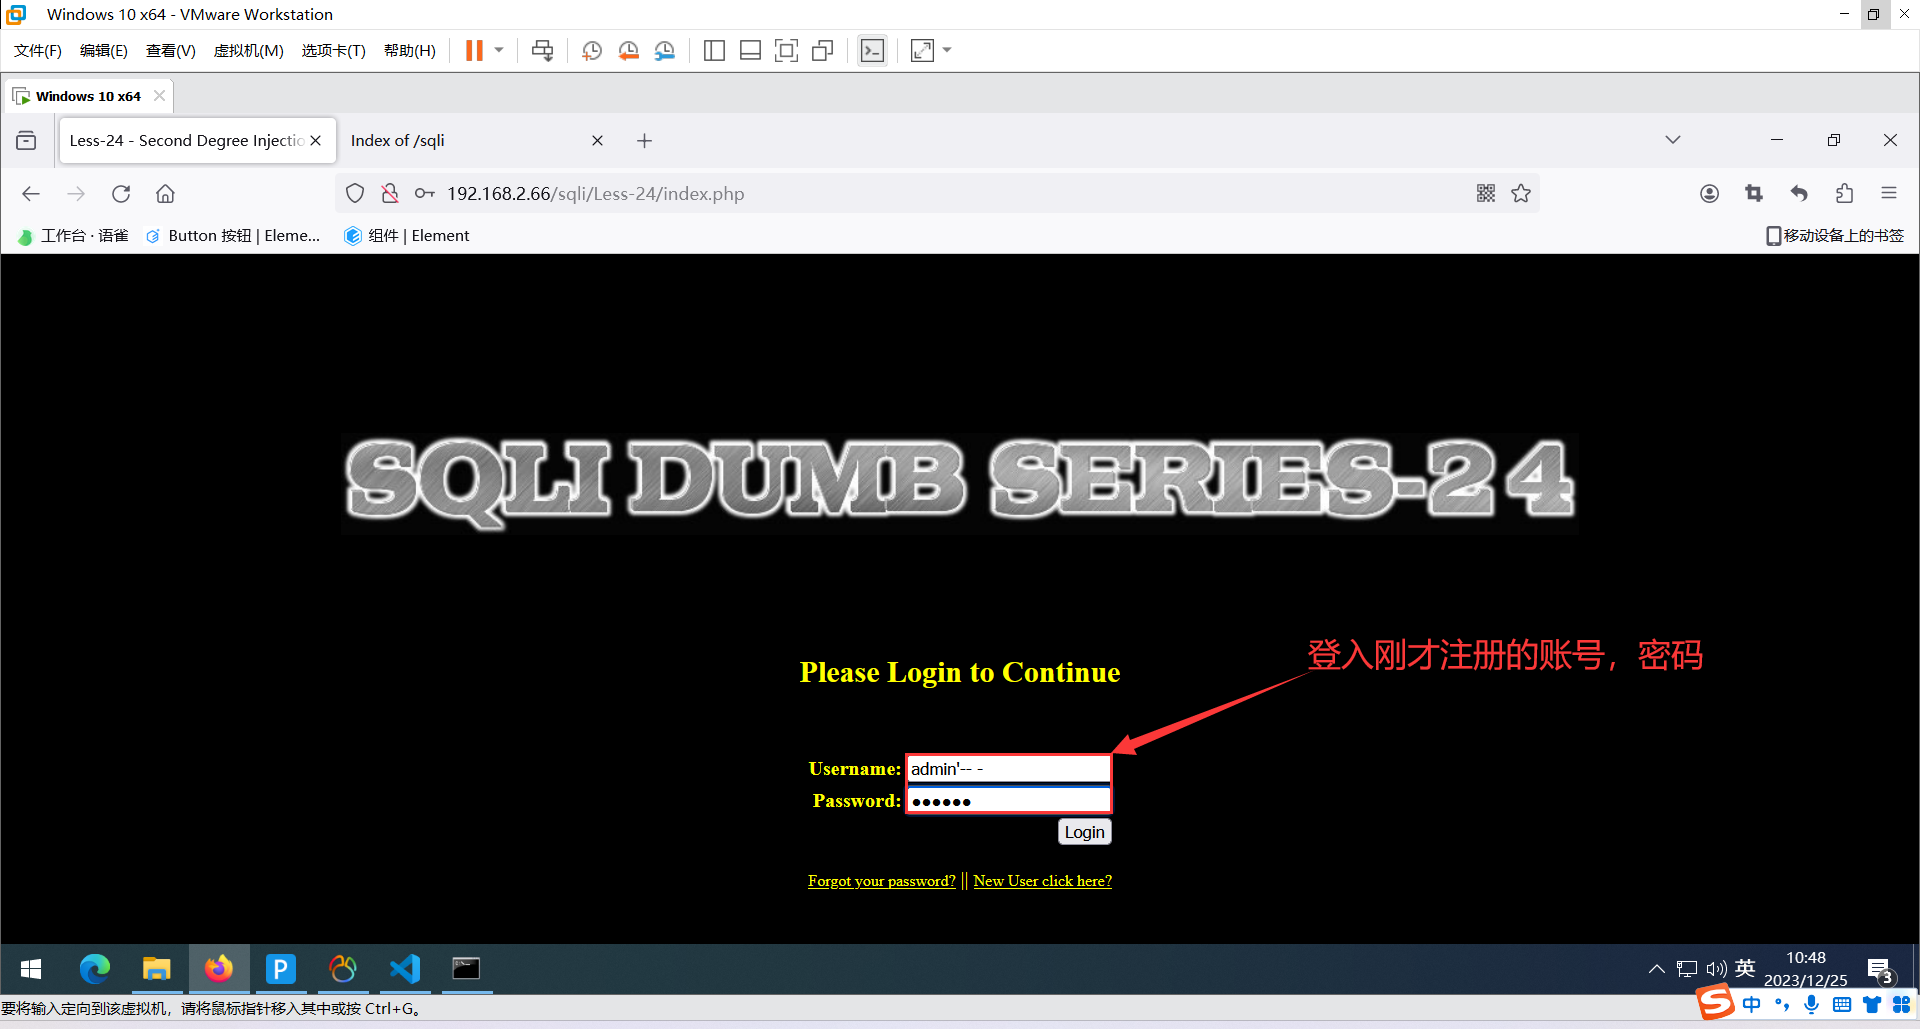 Windows 10 x64 - VMware Workstation
文件(F) 编辑(E) 查看(V) 虚拟机(M) 选项卡(T) 帮助(H)
Windows 10 x64
Less-24 - Second Degree Injectio
Index of /sqli
192.168.2.66/sqli/Less-24/index.php
工作台 · 语雀 Button 按钮 | Eleme... 组件 | Element 移动设备上的书签
SQLI DUMB SERIES-24
登入刚才注册的账号，密码
Please Login to Continue
Username: admin'-- -
Password: ●●●●●●
Login
Forgot your password? || New User click here?
英 10:48
2023/12/25 3
要将输入定向到该虚拟机，请将鼠标指针移入其中或按 Ctrl+G。
中